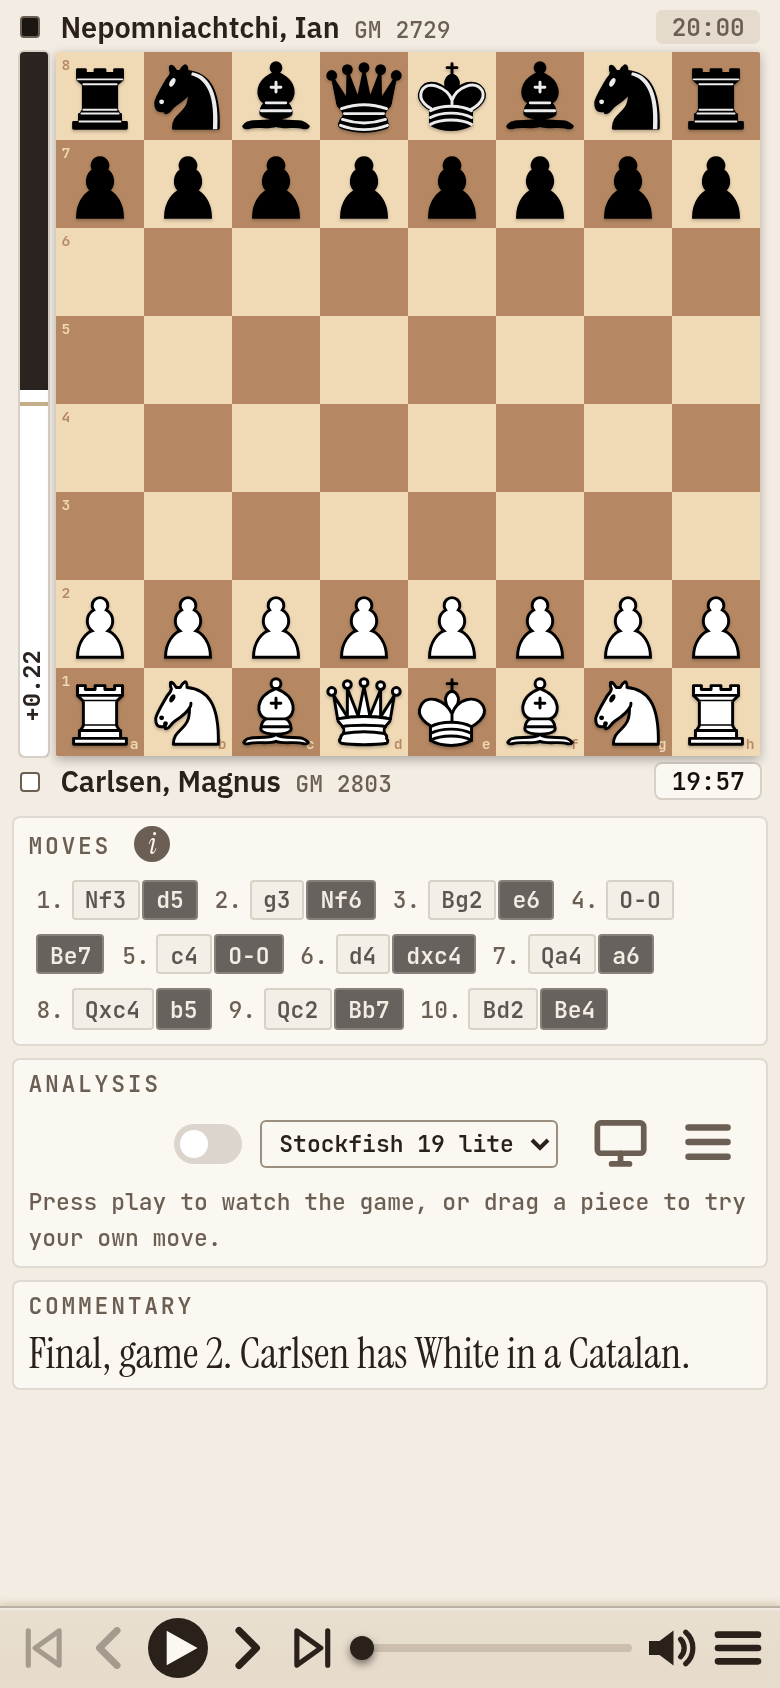 Nepomniachtchi, Ian GM 2729 20:00
8
7
6
5
4
3
2
1
a b c d e f g h
+0.22
Carlsen, Magnus GM 2803 19:57
MOVES i
1. Nf3 d5 2. g3 Nf6 3. Bg2 e6 4. O-O
Be7 5. c4 O-O 6. d4 dxc4 7. Qa4 a6
8. Qxc4 b5 9. Qc2 Bb7 10. Bd2 Be4
ANALYSIS
Stockfish 19 lite
Press play to watch the game, or drag a piece to try
your own move.
COMMENTARY
Final, game 2. Carlsen has White in a Catalan.